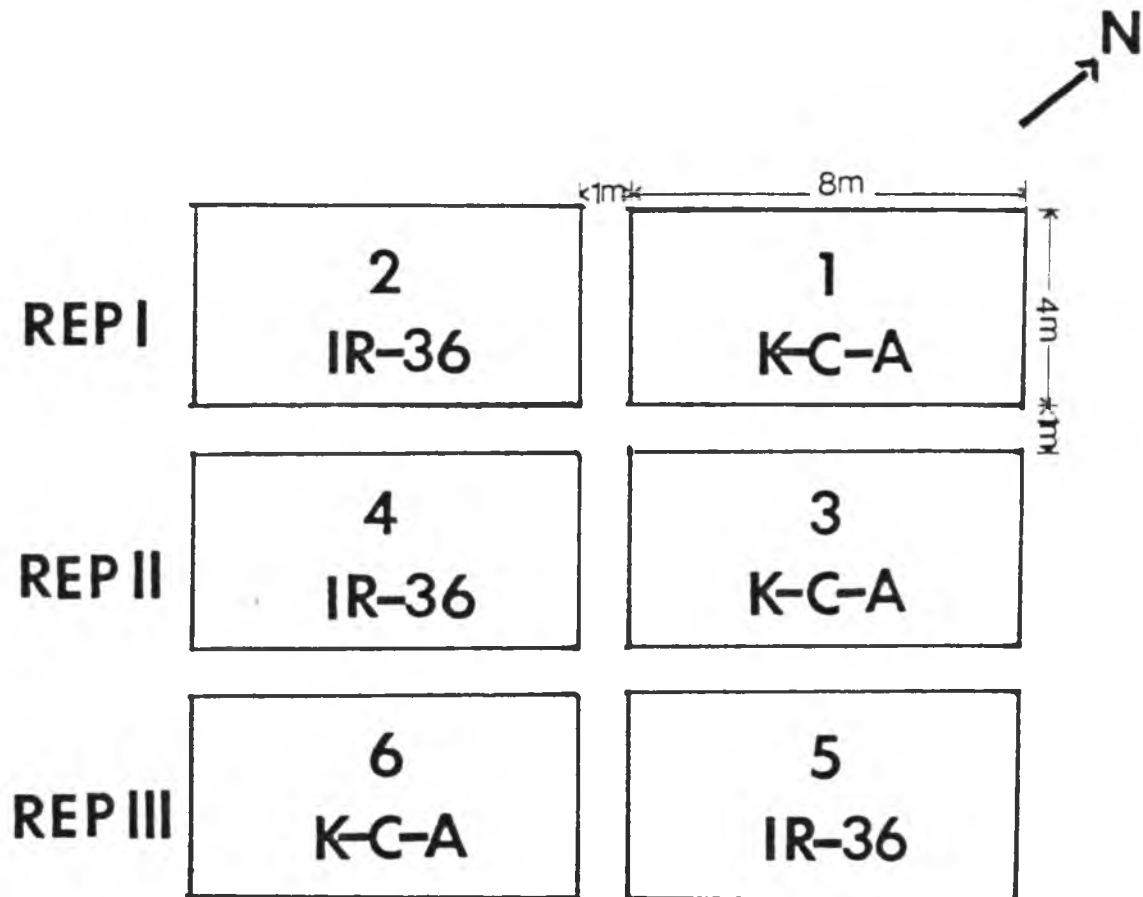 N
1m
8m
2
IR-36
1
K-C-A
4m
REP I
1m
4
IR-36
3
K-C-A
REP II
6
K-C-A
5
IR-36
REP III